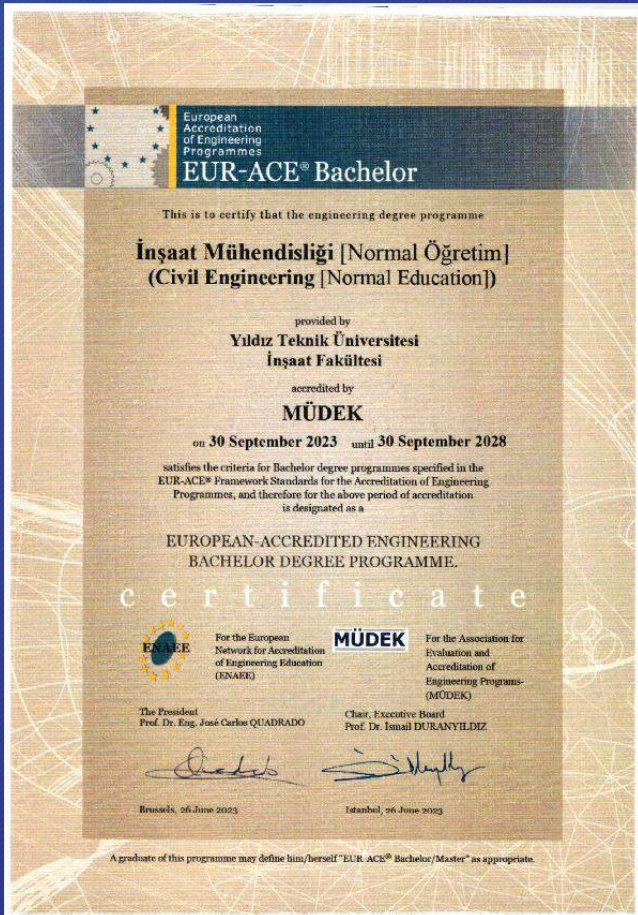 European
Accreditation
of Engineering
Programmes
EUR-ACE® Bachelor
This is to certify that the engineering degree programme
İnşaat Mühendisliği [Normal Öğretim]
(Civil Engineering [Normal Education])
provided by
Yıldız Teknik Üniversitesi
İnşaat Fakültesi
accredited by
MÜDEK
on 30 September 2023 until 30 September 2028
satisfies the criteria for Bachelor degree programmes specified in the
EUR-ACE® Framework Standards for the Accreditation of Engineering
Programmes, and therefore for the above period of accreditation
is designated as a
EUROPEAN-ACCREDITED ENGINEERING
BACHELOR DEGREE PROGRAMME.
certificate
ENAEE
For the European
Network for Accreditation
of Engineering Education
(ENAEE)
MÜDEK
For the Association for
Evaluation and
Accreditation of
Engineering Programs-
(MÜDEK)
The President
Prof. Dr. Eng. José Carlos QUADRADO
Chair, Executive Board
Prof. Dr. İsmail DURANYILDIZ
Brussels, 26 June 2023
Istanbul, 26 June 2023
A graduate of this programme may define him/herself "EUR-ACE® Bachelor/Master" as appropriate.